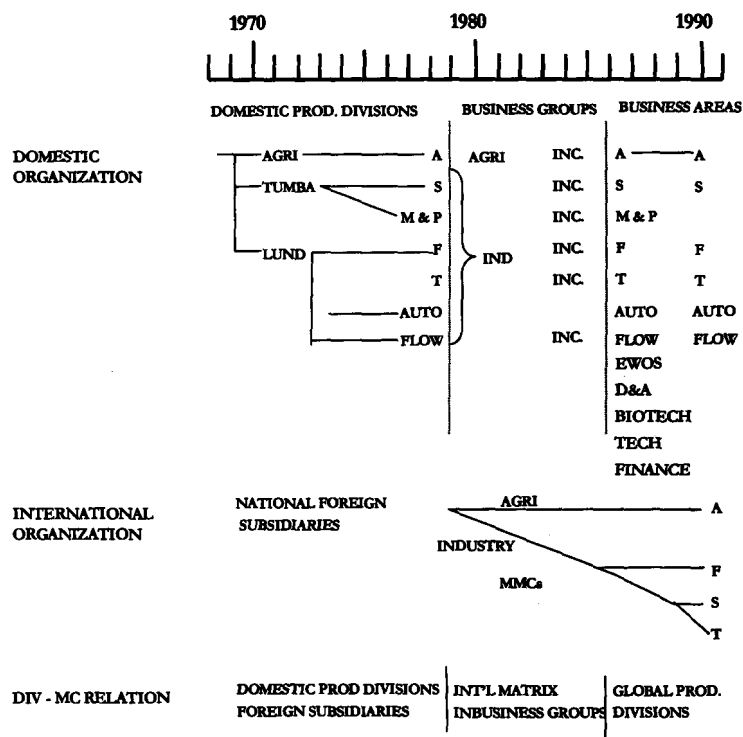 1970 1980 1990
DOMESTIC PROD. DIVISIONS BUSINESS GROUPS BUSINESS AREAS
DOMESTIC
ORGANIZATION
AGRI A AGRI INC. A A
TUMBA S INC. S S
M & P INC. M & P
LUND F IND INC. F F
T INC. T T
AUTO AUTO AUTO
FLOW INC. FLOW FLOW
EWOS
D&A
BIOTECH
TECH
FINANCE
INTERNATIONAL
ORGANIZATION
NATIONAL FOREIGN
SUBSIDIARIES
AGRI A
INDUSTRY
MMCs
F
S
T
DIV - MC RELATION
DOMESTIC PROD DIVISIONS INT'L MATRIX GLOBAL PROD.
FOREIGN SUBSIDIARIES INBUSINESS GROUPS DIVISIONS